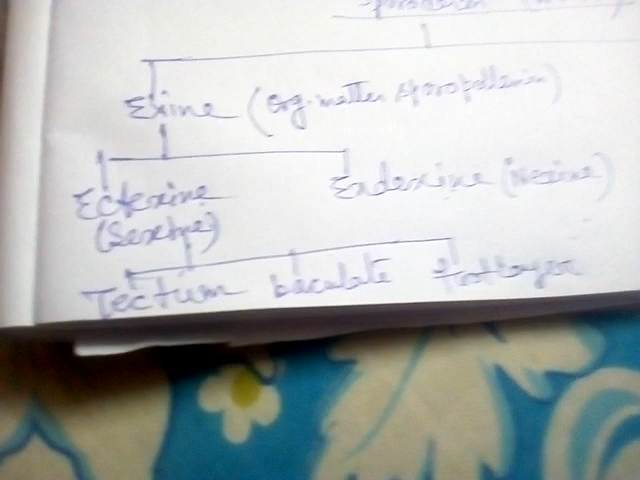 Exine (Org. matter sporopollenin)
Ectexine Endexine (Nexine)
(Sexine)
Tectum baculate footlayer